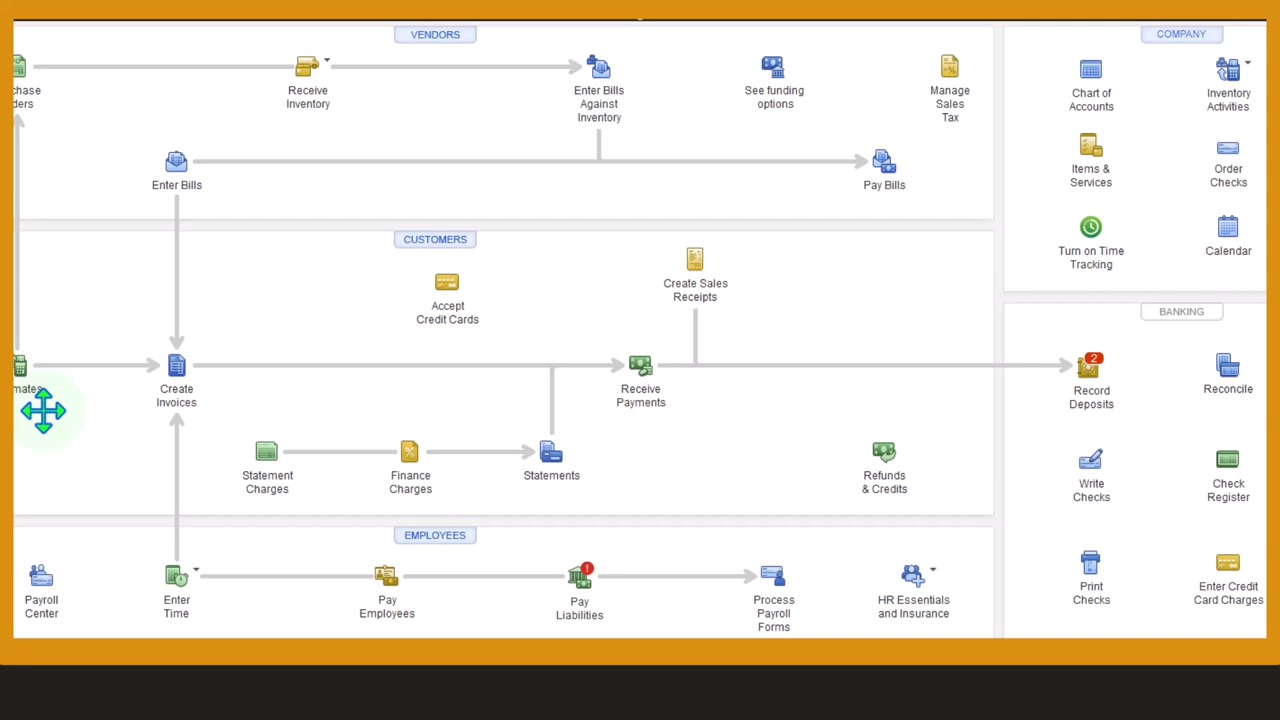 VENDORS
chase
ders
Receive
Inventory
Enter Bills
Against
Inventory
See funding
options
Manage
Sales
Tax
Enter Bills
Pay Bills
CUSTOMERS
Accept
Credit Cards
Create Sales
Receipts
mates
Create
Invoices
Receive
Payments
Statement
Charges
Finance
Charges
Statements
Refunds
& Credits
EMPLOYEES
Payroll
Center
Enter
Time
Pay
Employees
!
Pay
Liabilities
Process
Payroll
Forms
HR Essentials
and Insurance
COMPANY
Chart of
Accounts
Inventory
Activities
Items &
Services
Order
Checks
Turn on Time
Tracking
Calendar
BANKING
2
Record
Deposits
Reconcile
Write
Checks
Check
Register
Print
Checks
Enter Credit
Card Charges